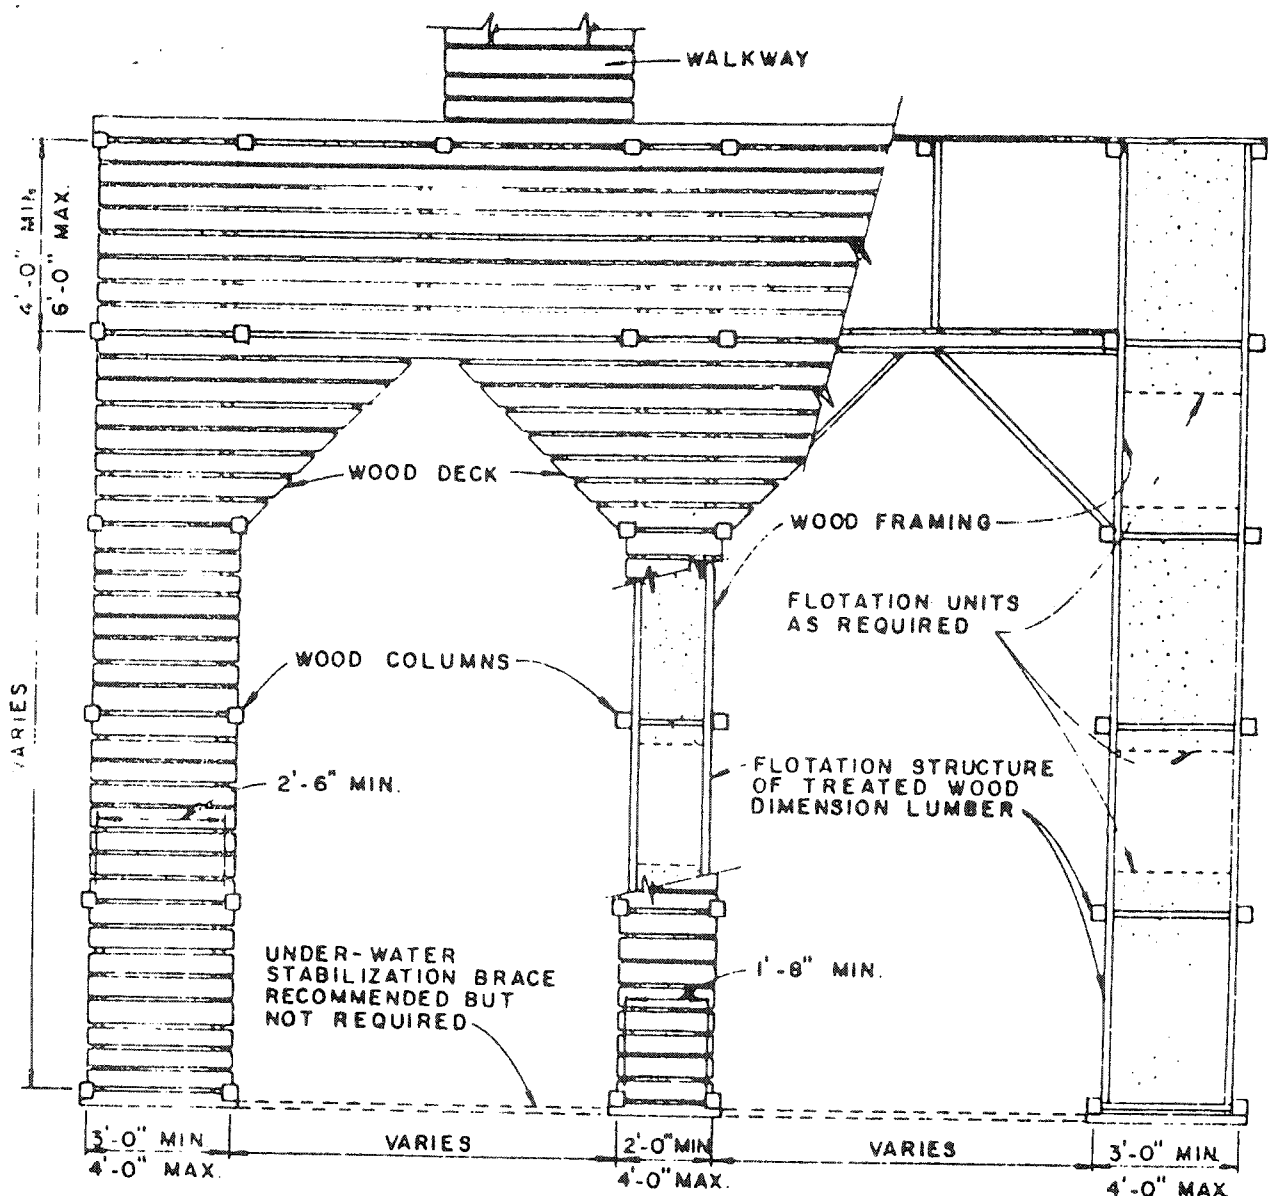 WALKWAY
4'-0" MIN.
6'-0" MAX.
WOOD DECK
WOOD FRAMING
FLOTATION UNITS
AS REQUIRED
WOOD COLUMNS
VARIES
2'-6" MIN.
FLOTATION STRUCTURE
OF TREATED WOOD
DIMENSION LUMBER
UNDER-WATER
STABILIZATION BRACE
RECOMMENDED BUT
NOT REQUIRED
1'-8" MIN.
3'-0" MIN
4'-0" MAX.
VARIES
2'-0" MIN
4'-0" MAX.
VARIES
3'-0" MIN
4'-0" MAX